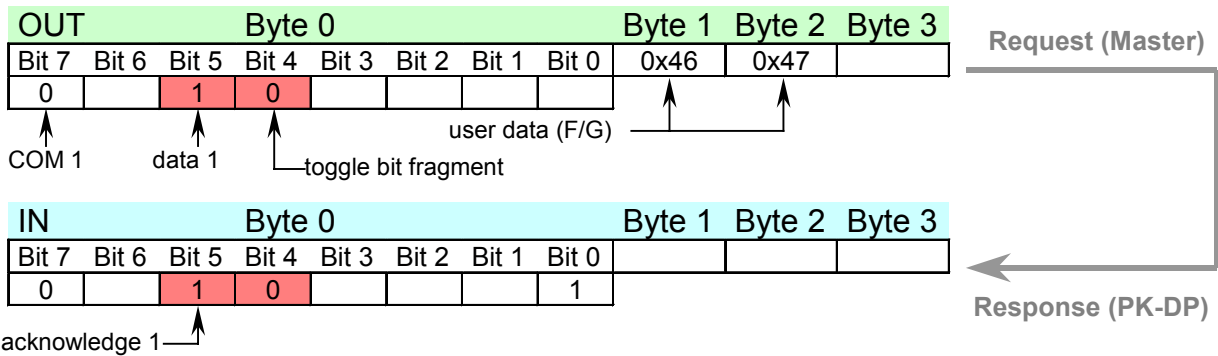 OUT Byte 0 Byte 1 Byte 2 Byte 3
Request (Master)
Bit 7 Bit 6 Bit 5 Bit 4 Bit 3 Bit 2 Bit 1 Bit 0 0x46 0x47
0 1 0
user data (F/G)
COM 1 data 1 toggle bit fragment
IN Byte 0 Byte 1 Byte 2 Byte 3
Bit 7 Bit 6 Bit 5 Bit 4 Bit 3 Bit 2 Bit 1 Bit 0
0 1 0 1
Response (PK-DP)
acknowledge 1